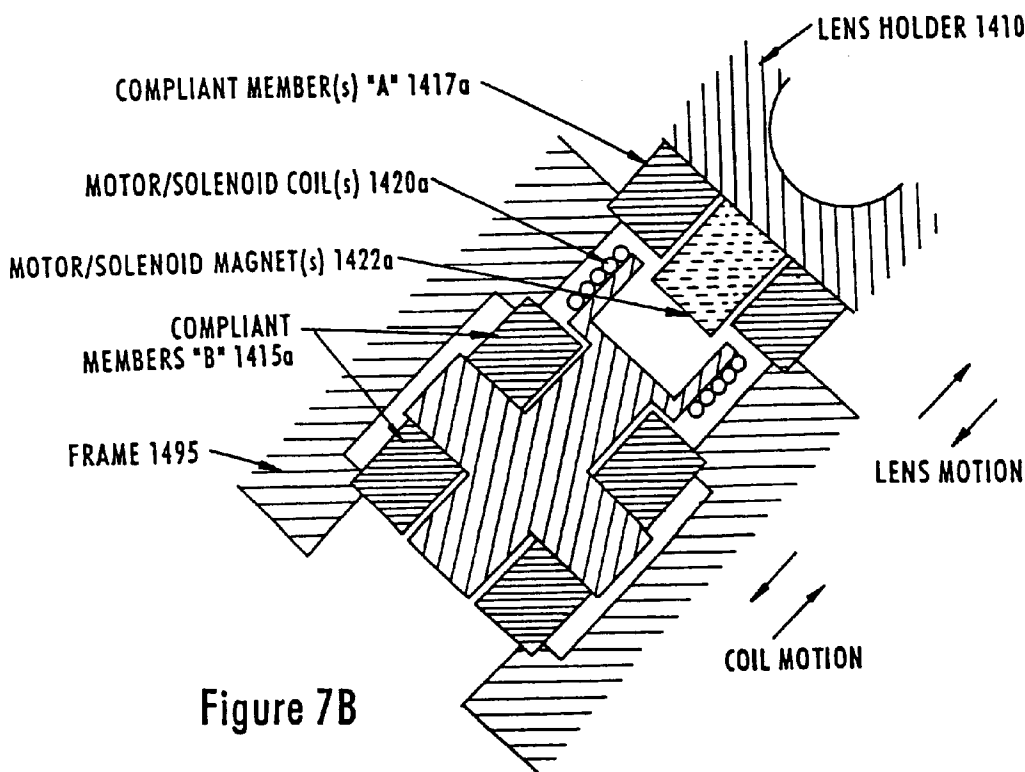 LENS HOLDER 1410
COMPLIANT MEMBER(s) "A" 1417a
MOTOR/SOLENOID COIL(s) 1420a
MOTOR/SOLENOID MAGNET(s) 1422a
COMPLIANT
MEMBERS "B" 1415a
FRAME 1495
LENS MOTION
COIL MOTION
Figure 7B